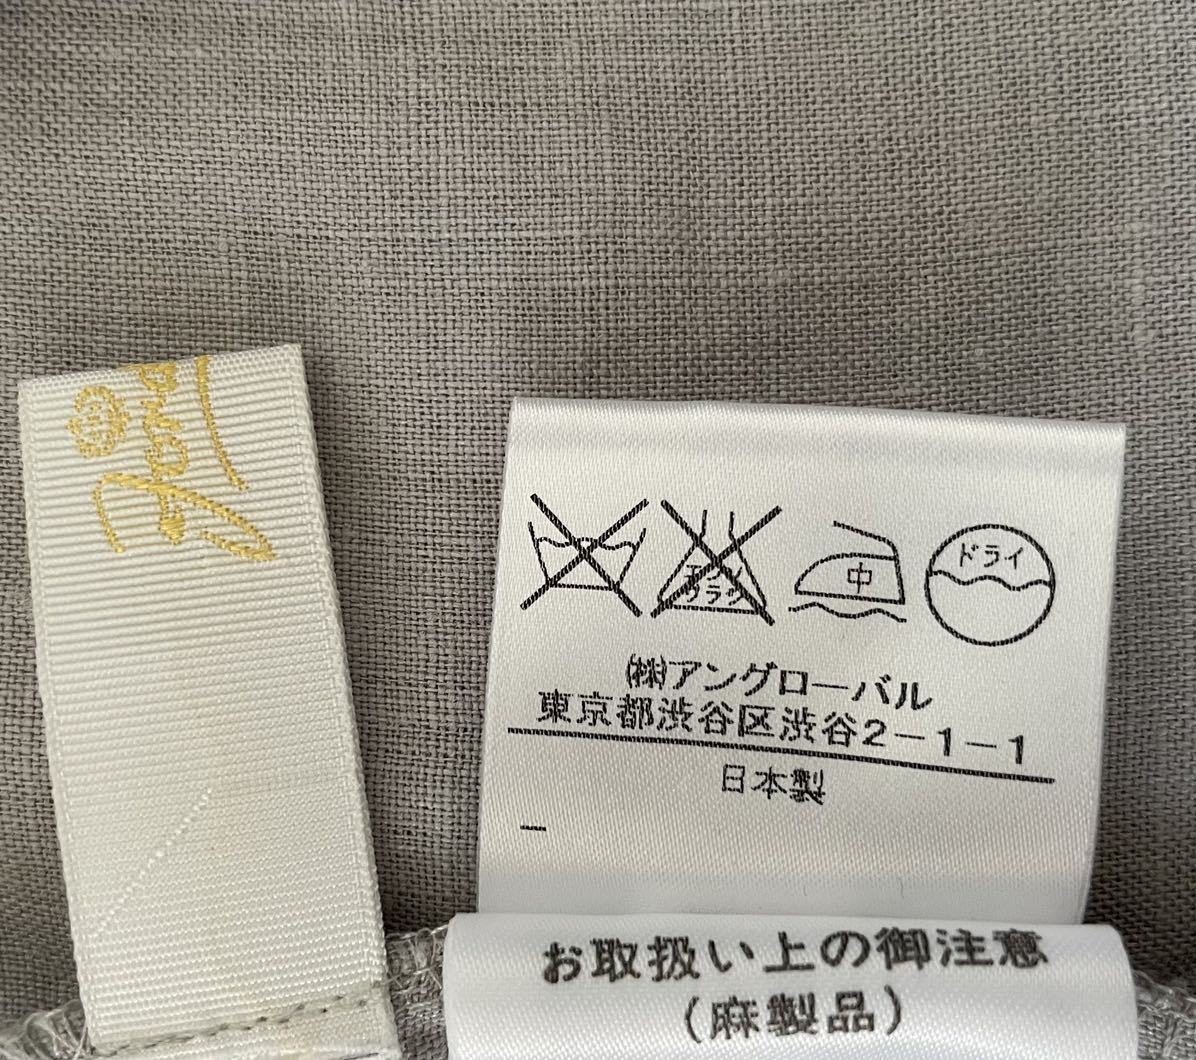 エンソ
サラシ
中
ドライ
㈱アングローバル
東京都渋谷区渋谷2-1-1
日本製
お取扱い上の御注意
(麻製品)